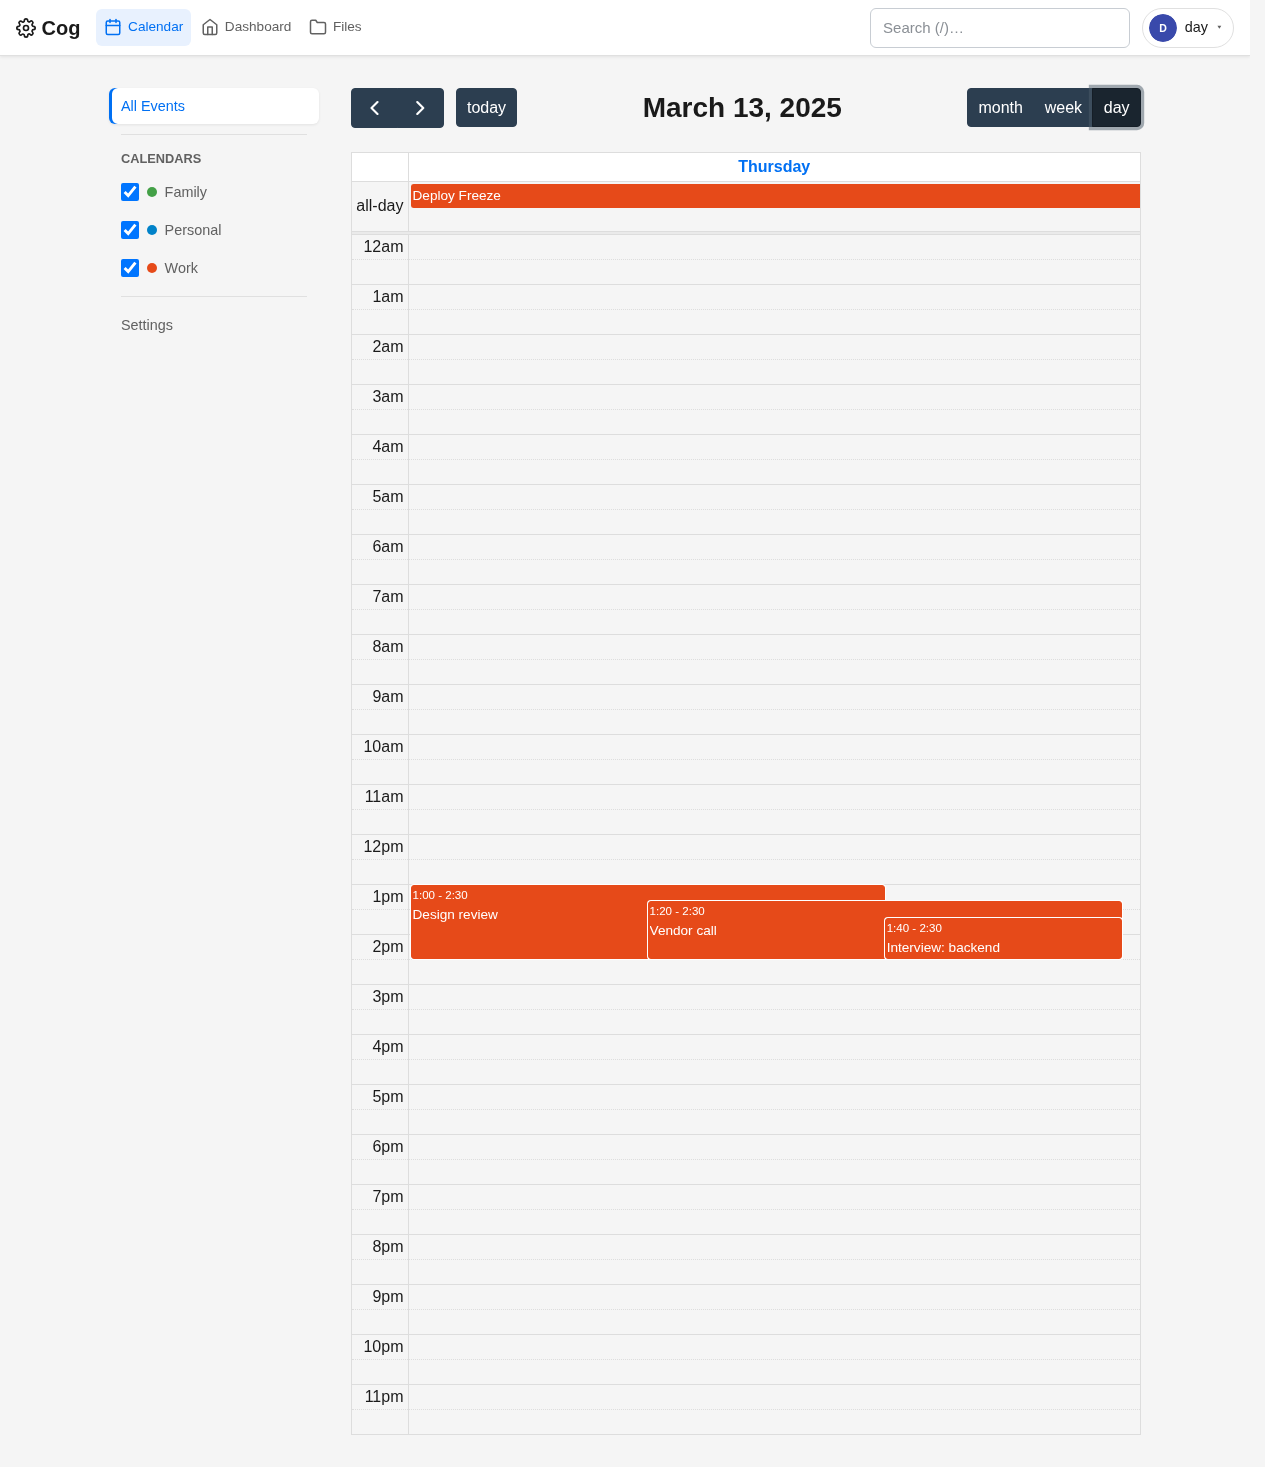 Cog
Calendar
Dashboard
Files
Search (/)…
D
day
All Events
CALENDARS
Family
Personal
Work
Settings
today
March 13, 2025
month
week
day
Thursday
all-day
Deploy Freeze
12am
1am
2am
3am
4am
5am
6am
7am
8am
9am
10am
11am
12pm
1pm
1:00 - 2:30
Design review
1:20 - 2:30
Vendor call
1:40 - 2:30
Interview: backend
2pm
3pm
4pm
5pm
6pm
7pm
8pm
9pm
10pm
11pm